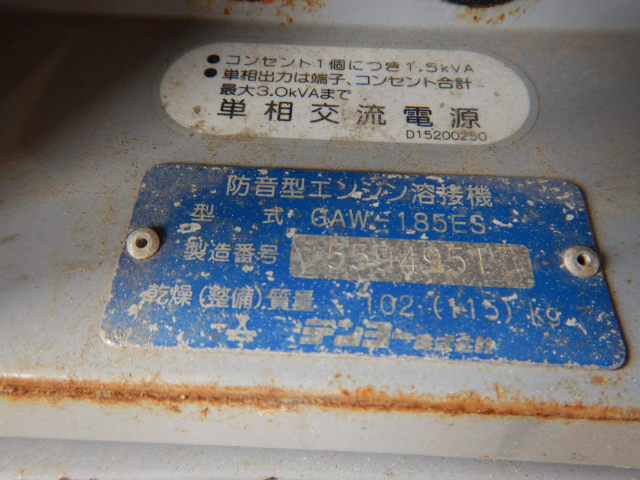 ● コンセント1個につき1.5kVA
● 単相出力は端子、コンセント合計
最大3.0kVAまで
単相交流電源
D15200250
防音型エンジン溶接機
型 式 GAW-185ES
製造番号 5594951
乾燥(整備)質量 102(115)kg